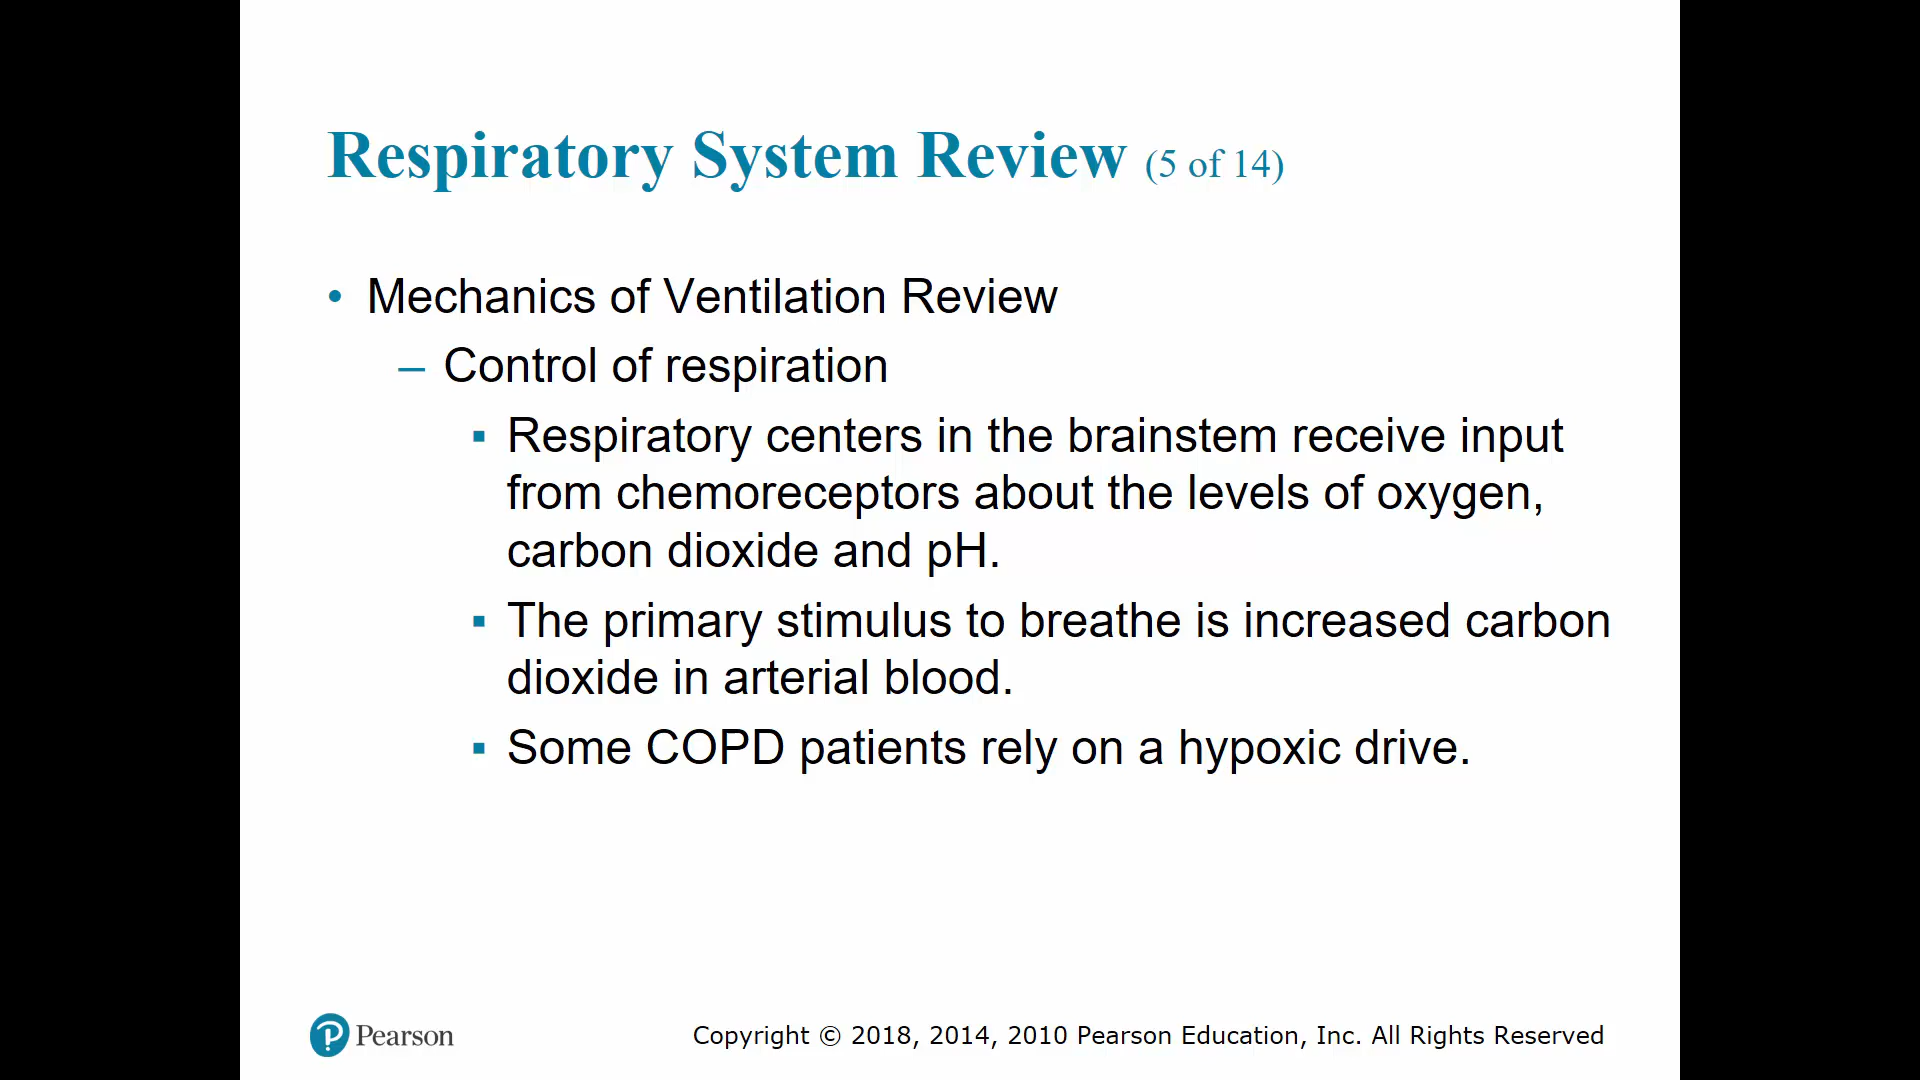 Respiratory System Review (5 of 14)
• Mechanics of Ventilation Review
– Control of respiration
▪ Respiratory centers in the brainstem receive input
from chemoreceptors about the levels of oxygen,
carbon dioxide and pH.
▪ The primary stimulus to breathe is increased carbon
dioxide in arterial blood.
▪ Some COPD patients rely on a hypoxic drive.
P Pearson
Copyright © 2018, 2014, 2010 Pearson Education, Inc. All Rights Reserved